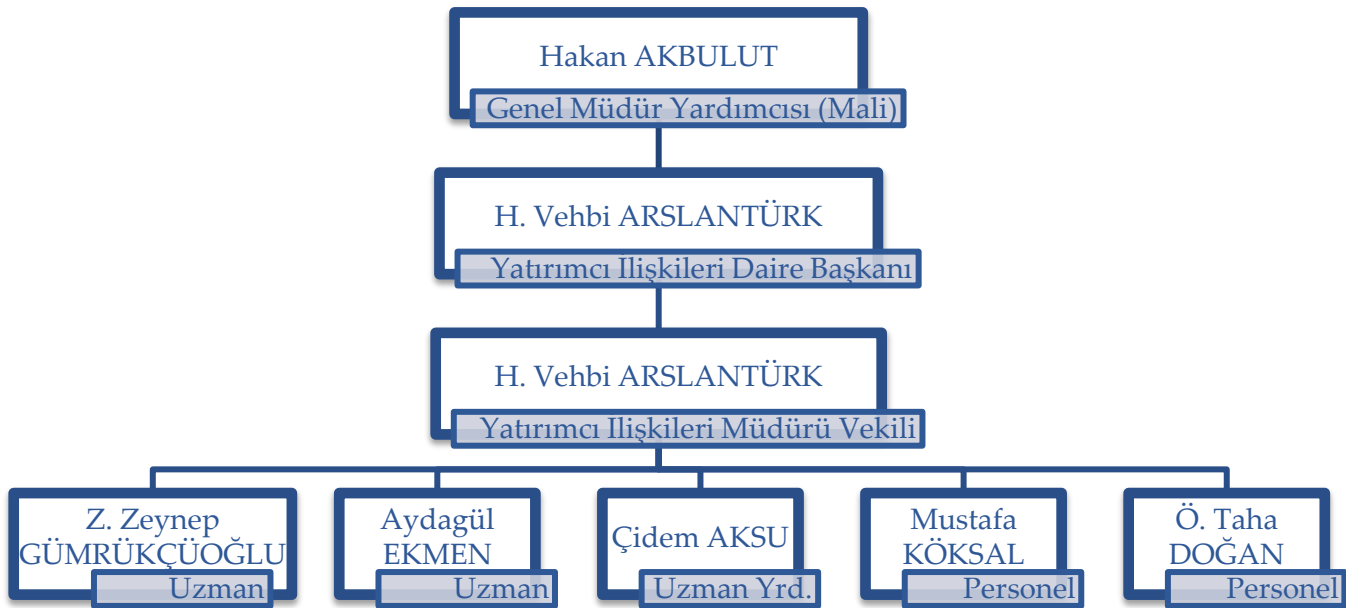 Hakan AKBULUT
Genel Müdür Yardımcısı (Mali)
H. Vehbi ARSLANTÜRK
Yatırımcı İlişkileri Daire Başkanı
H. Vehbi ARSLANTÜRK
Yatırımcı Ilişkileri Müdürü Vekili
Z. Zeynep
GÜMRÜKÇÜOĞLU
Uzman
Aydagül
EKMEN
Uzman
Çidem AKSU
Uzman Yrd.
Mustafa
KÖKSAL
Personel
Ö. Taha
DOĞAN
Personel